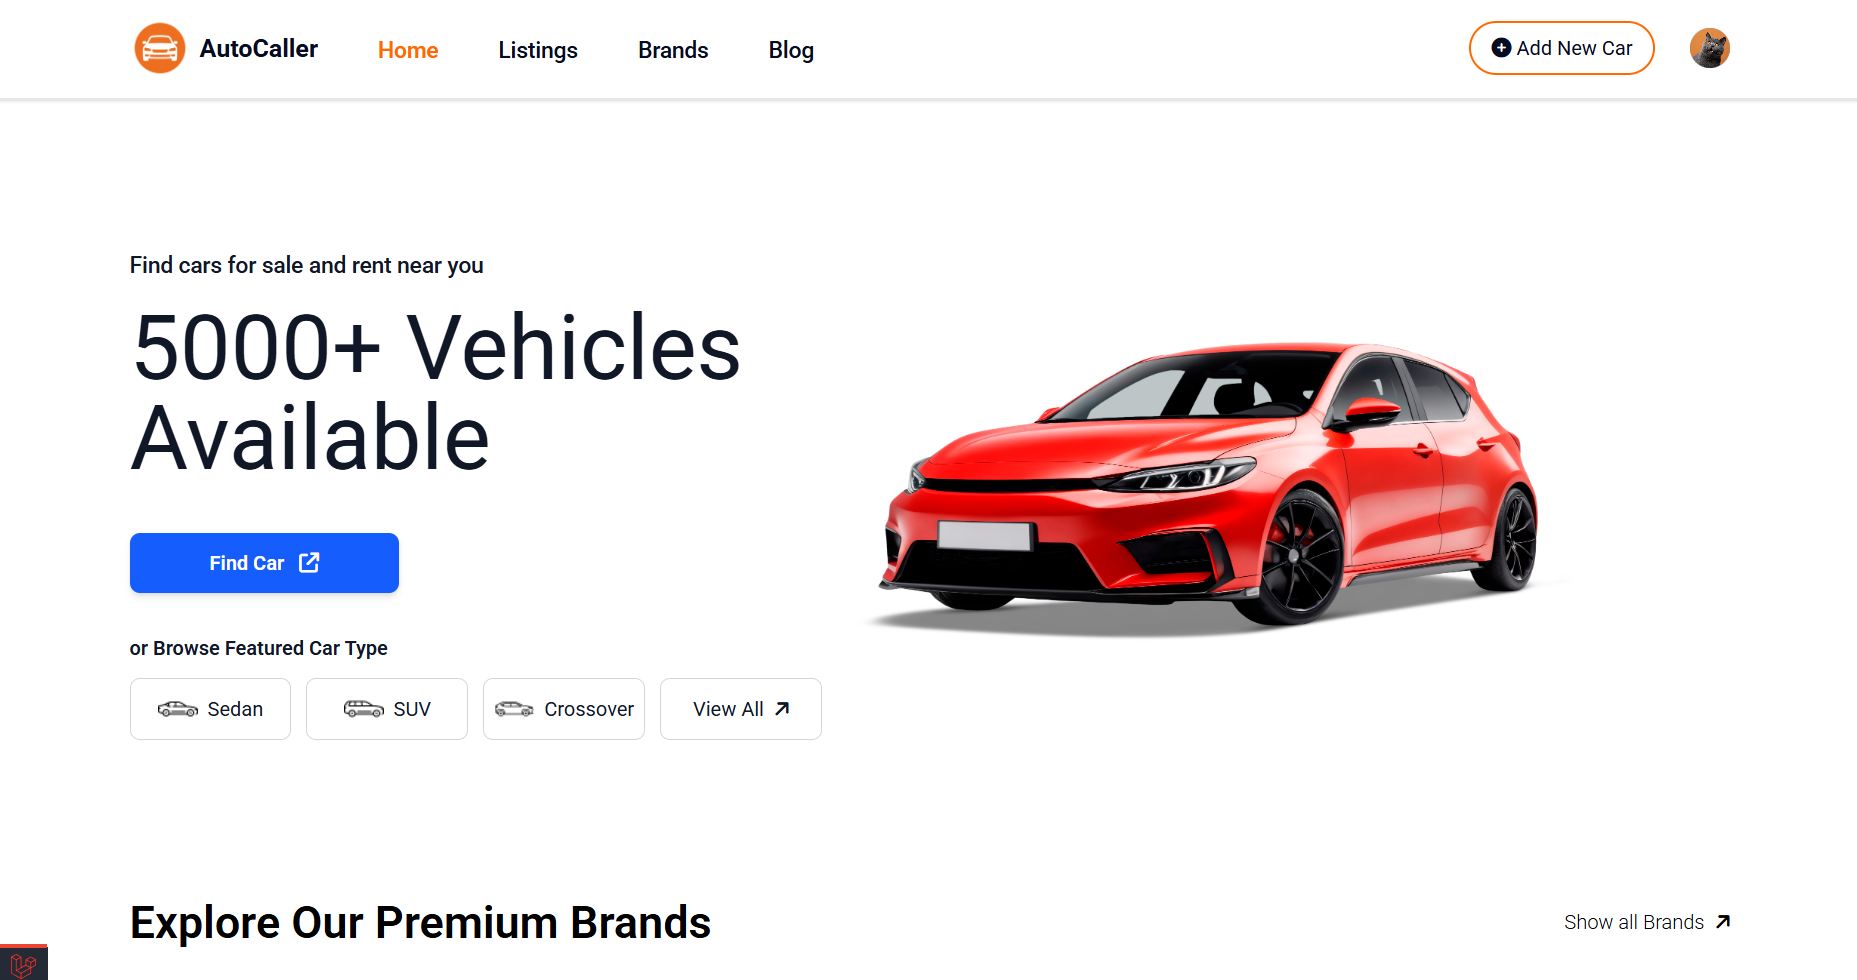 AutoCaller
Home
Listings
Brands
Blog
Add New Car
Find cars for sale and rent near you
5000+ Vehicles
Available
Find Car
or Browse Featured Car Type
Sedan
SUV
Crossover
View All
Explore Our Premium Brands
Show all Brands